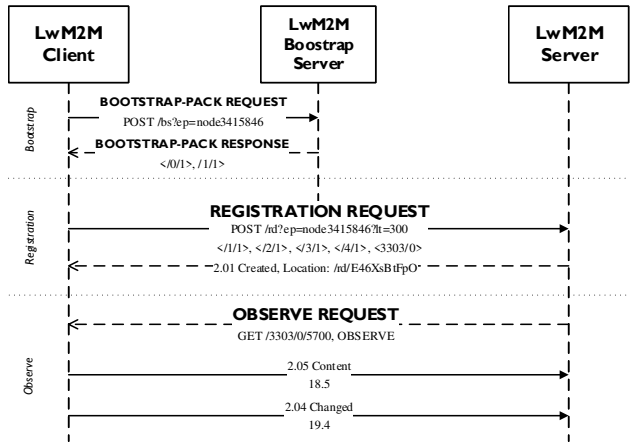 LwM2M
Client
LwM2M
Boostrap
Server
LwM2M
Server
Bootstrap
BOOTSTRAP-PACK REQUEST
POST /bs?ep=node3415846
BOOTSTRAP-PACK RESPONSE
</0/1>, /1/1>
Registration
REGISTRATION REQUEST
POST /rd?ep=node3415846?lt=300
</1/1>, </2/1>, </3/1>, </4/1>, <3303/0>
2.01 Created, Location: /rd/E46XsBtFpO
Observe
OBSERVE REQUEST
GET /3303/0/5700, OBSERVE
2.05 Content
18.5
2.04 Changed
19.4